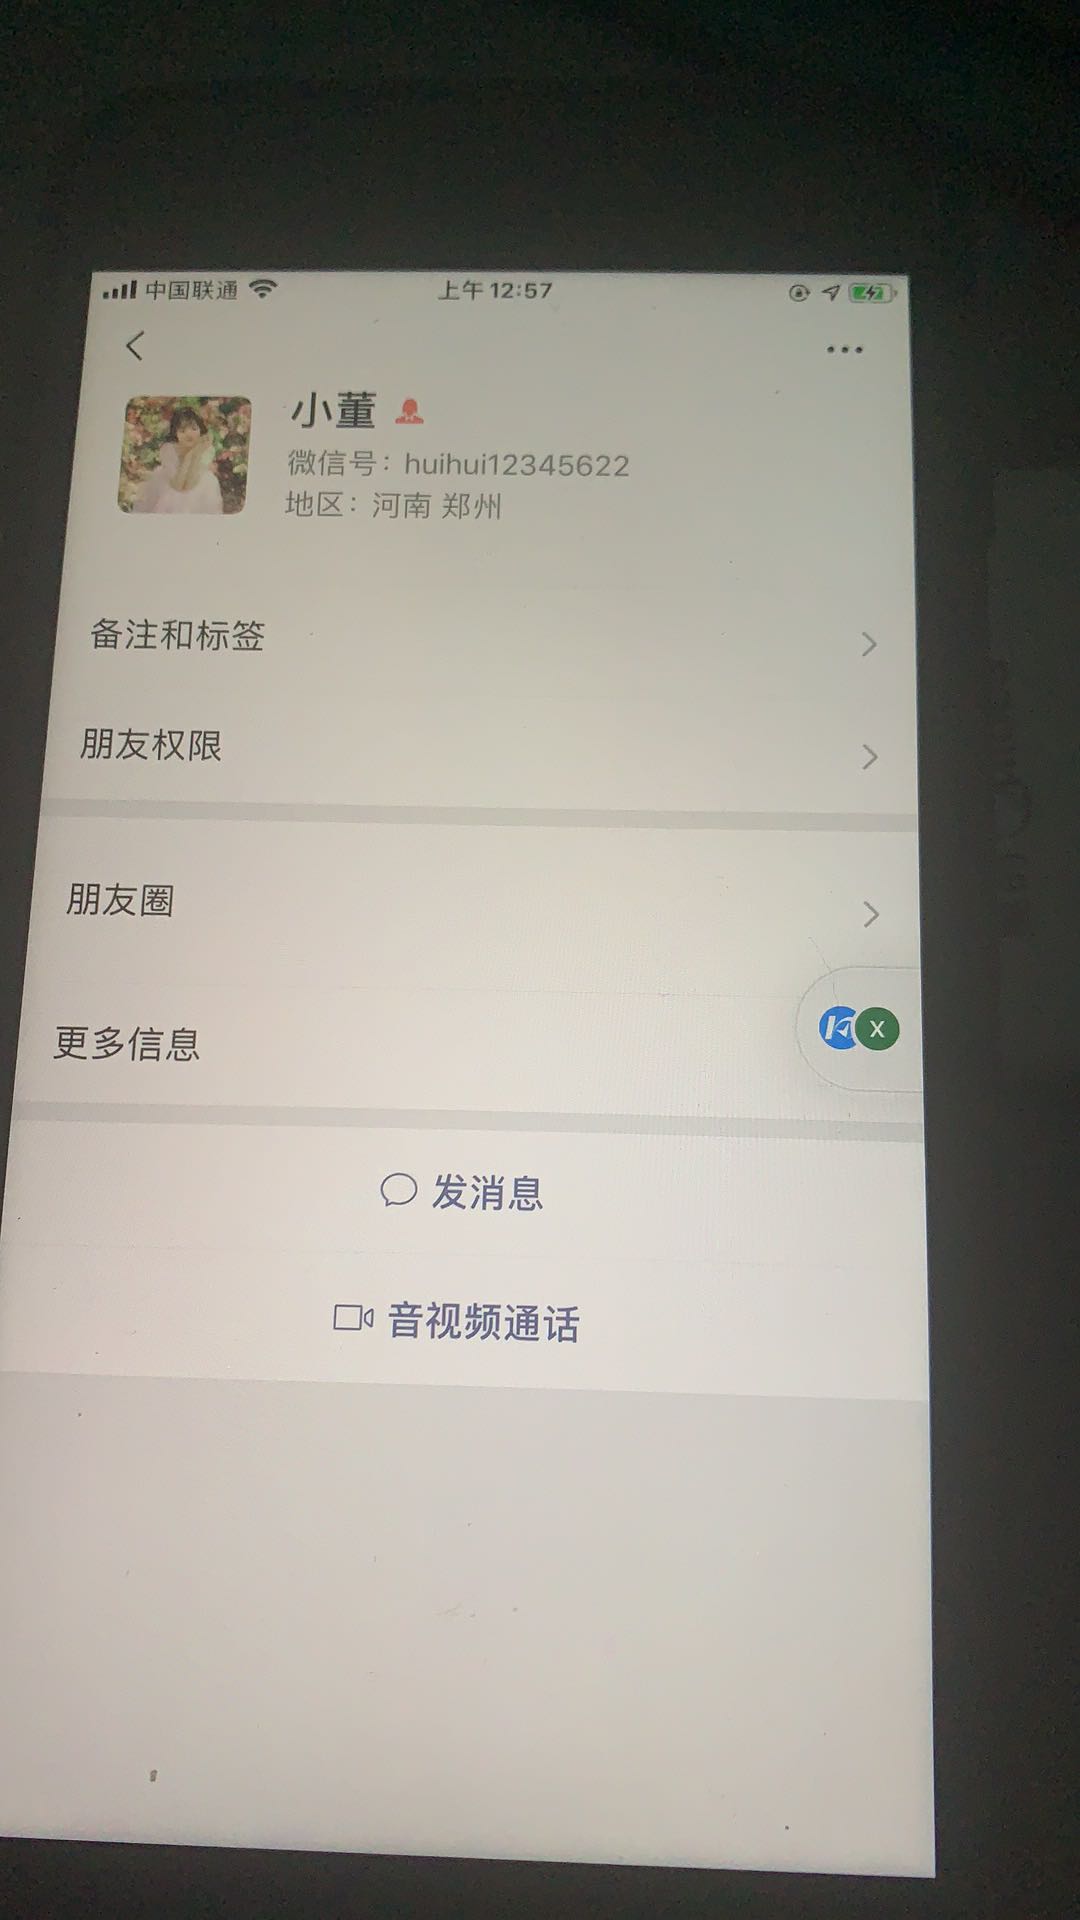 中国联通
上午 12:57
小董
微信号：huihui12345622
地区：河南 郑州
备注和标签
朋友权限
朋友圈
更多信息
X
发消息
音视频通话